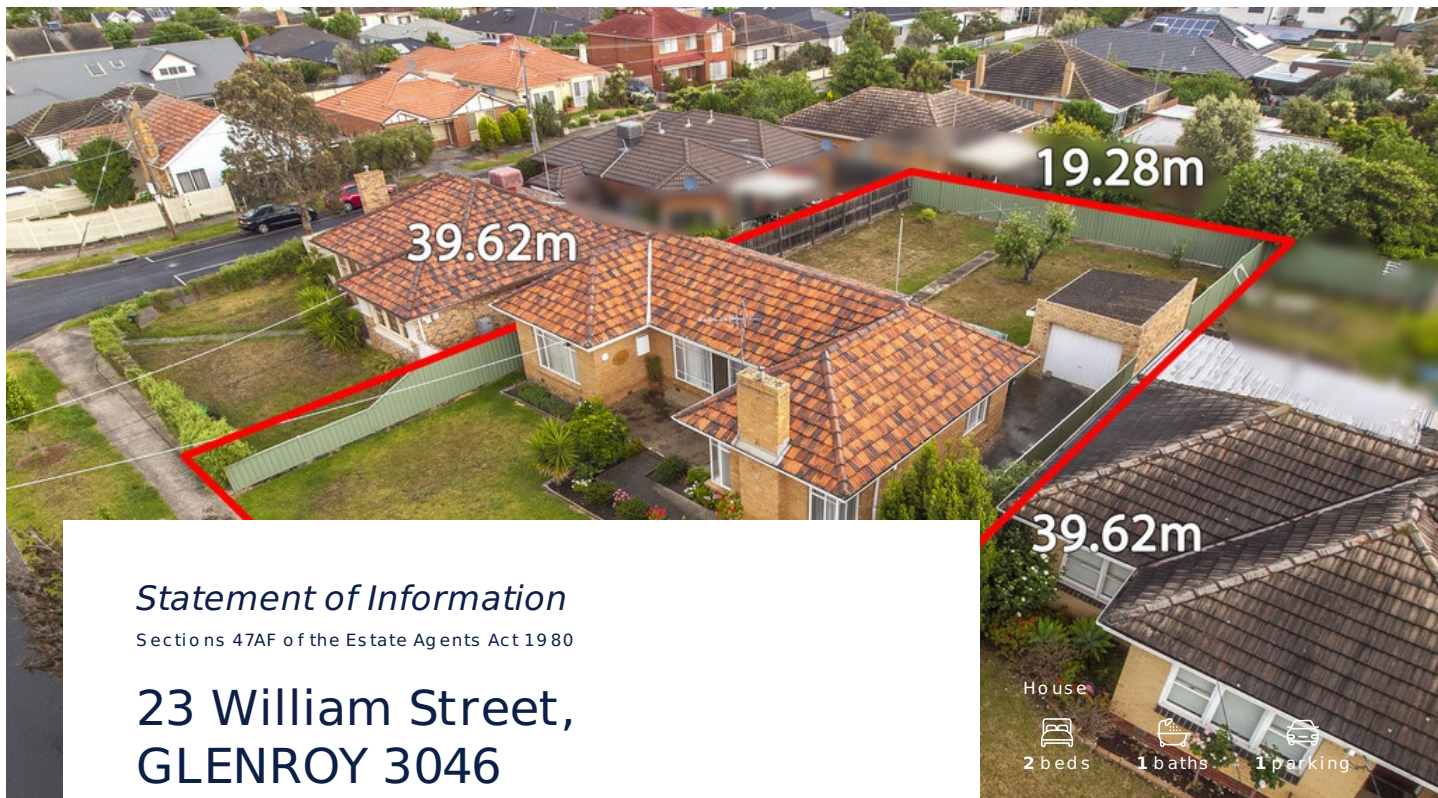 19.28m
39.62m
39.62m
Statement of Information
Sections 47AF of the Estate Agents Act 1980
23 William Street,
GLENROY 3046
House
2 beds 1 baths 1 parking